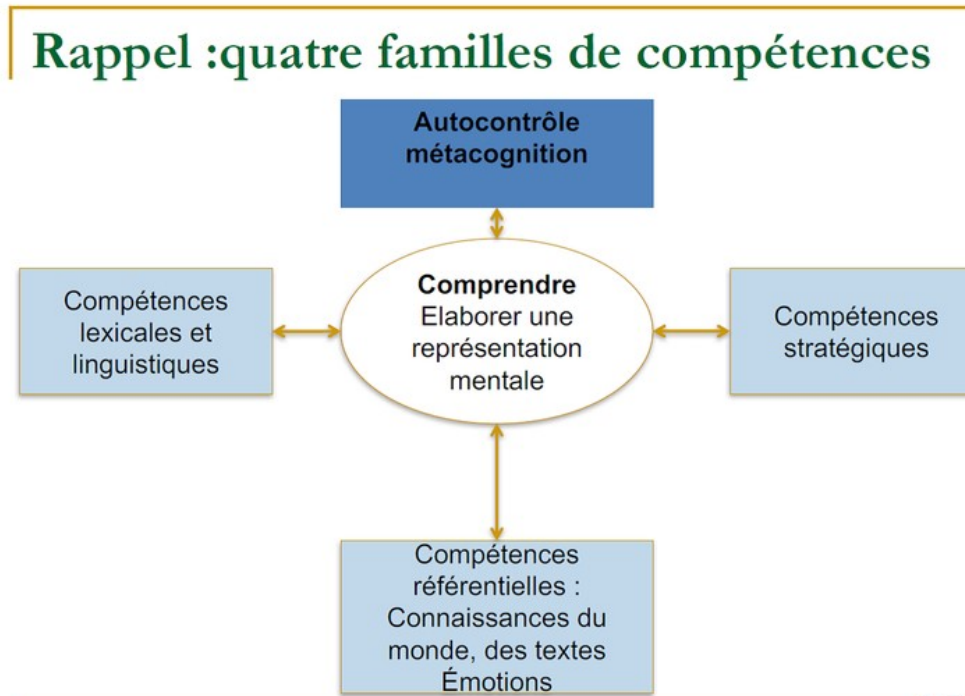 Rappel :quatre familles de compétences
Autocontrôle
métacognition
Compétences
lexicales et
linguistiques
Comprendre
Elaborer une
représentation
mentale
Compétences
stratégiques
Compétences
référentielles :
Connaissances du
monde, des textes
Émotions